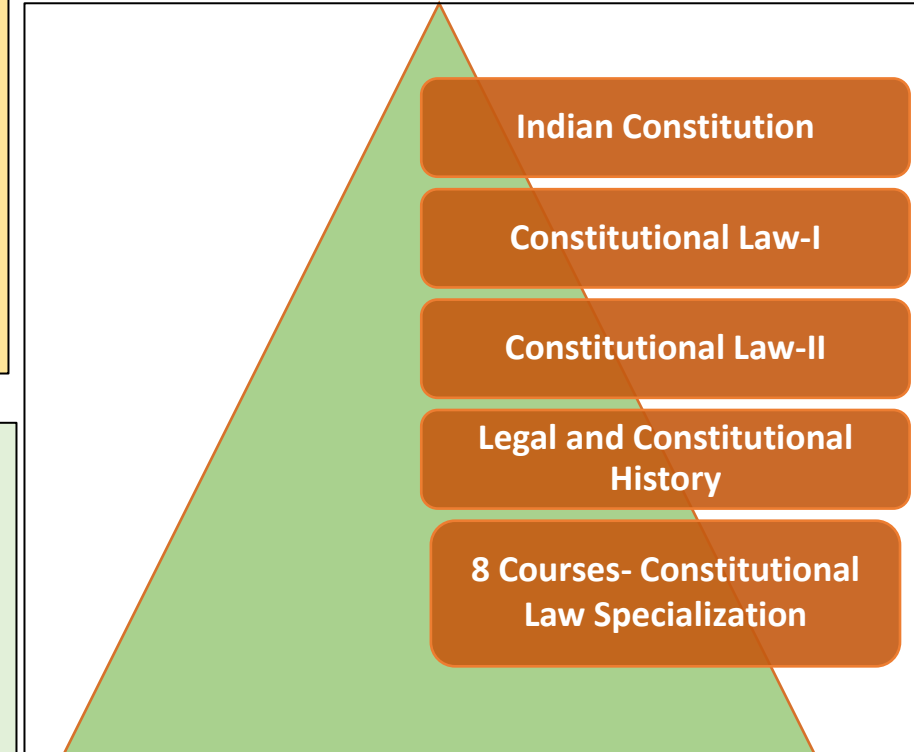 Indian Constitution
Constitutional Law-I
Constitutional Law-II
Legal and Constitutional
History
8 Courses- Constitutional
Law Specialization